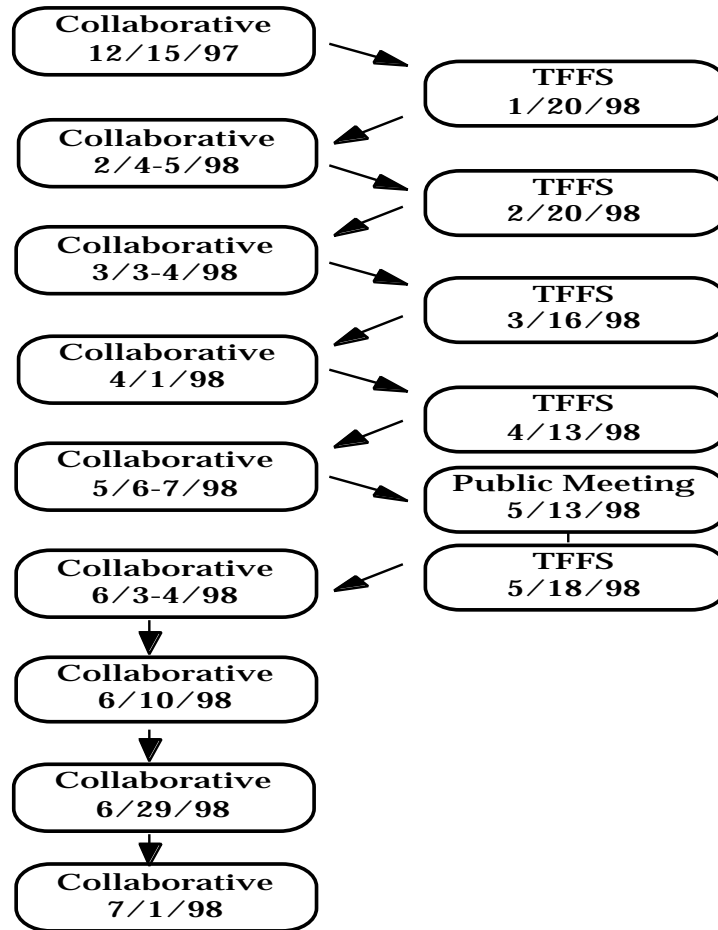 Collaborative
12/15/97
TFFS
1/20/98
Collaborative
2/4-5/98
TFFS
2/20/98
Collaborative
3/3-4/98
TFFS
3/16/98
Collaborative
4/1/98
TFFS
4/13/98
Collaborative
5/6-7/98
Public Meeting
5/13/98
TFFS
5/18/98
Collaborative
6/3-4/98
Collaborative
6/10/98
Collaborative
6/29/98
Collaborative
7/1/98